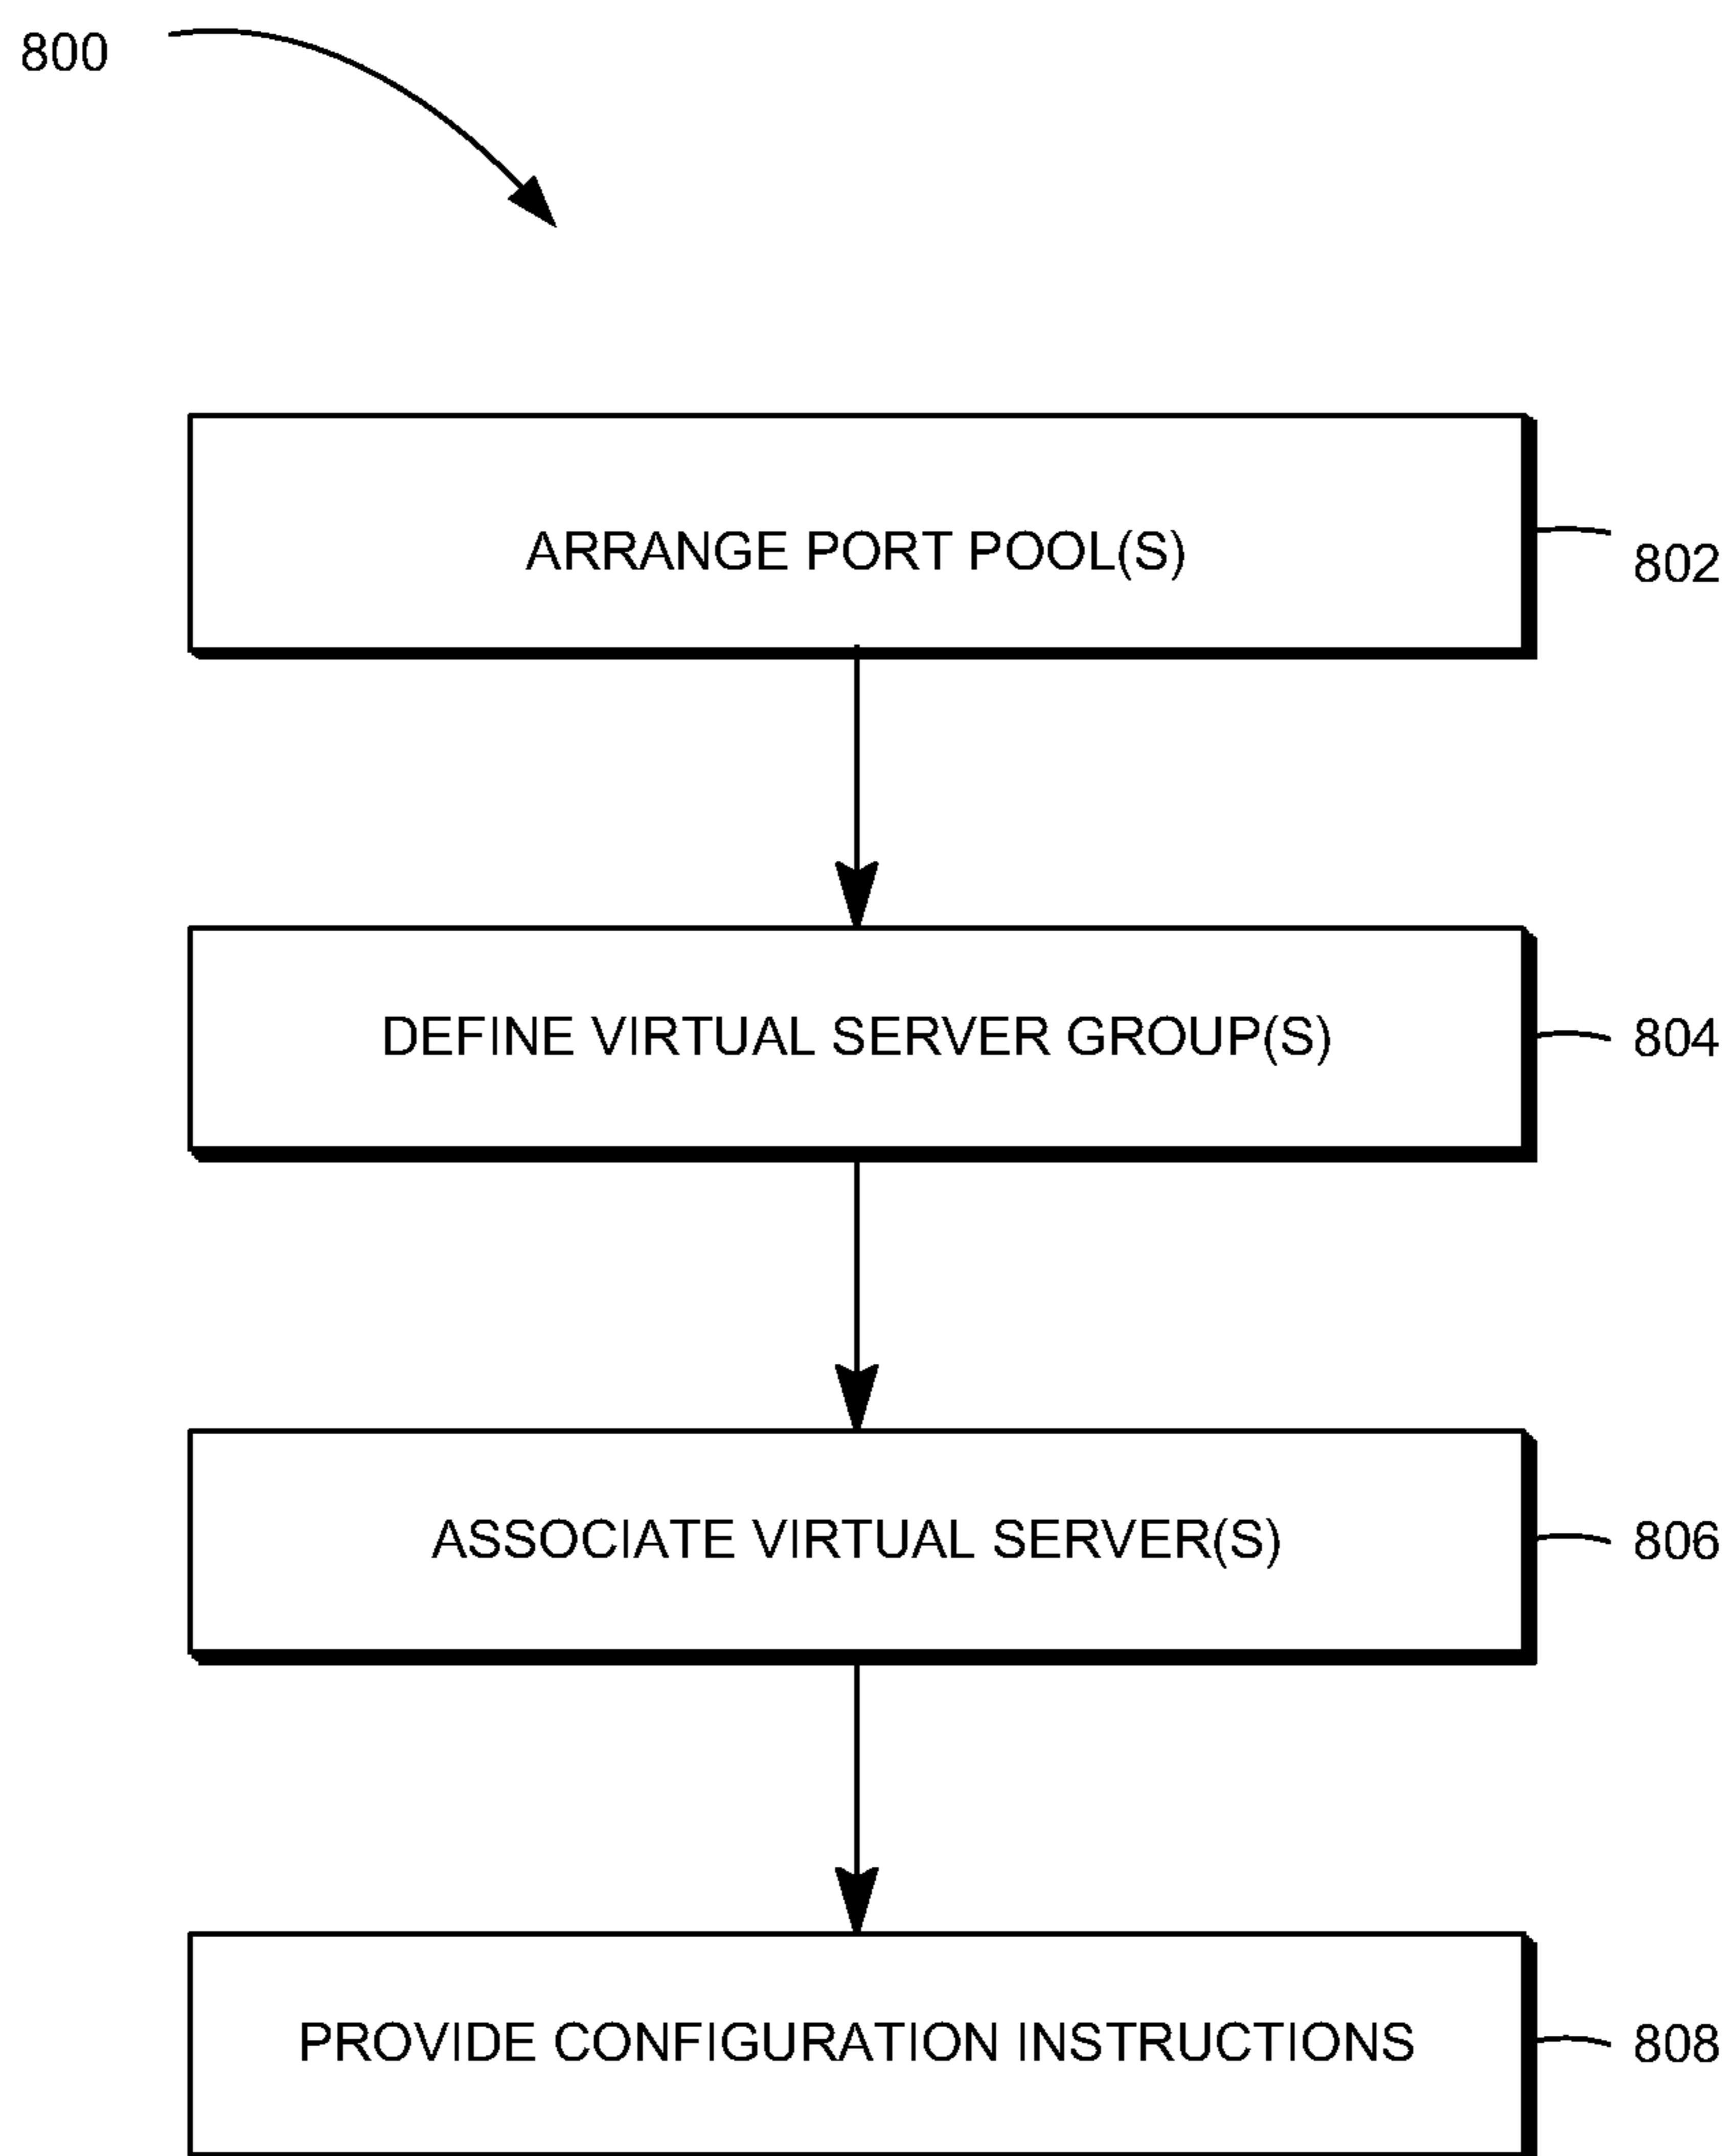 800
ARRANGE PORT POOL(S)
802
DEFINE VIRTUAL SERVER GROUP(S)
804
ASSOCIATE VIRTUAL SERVER(S)
806
PROVIDE CONFIGURATION INSTRUCTIONS
808